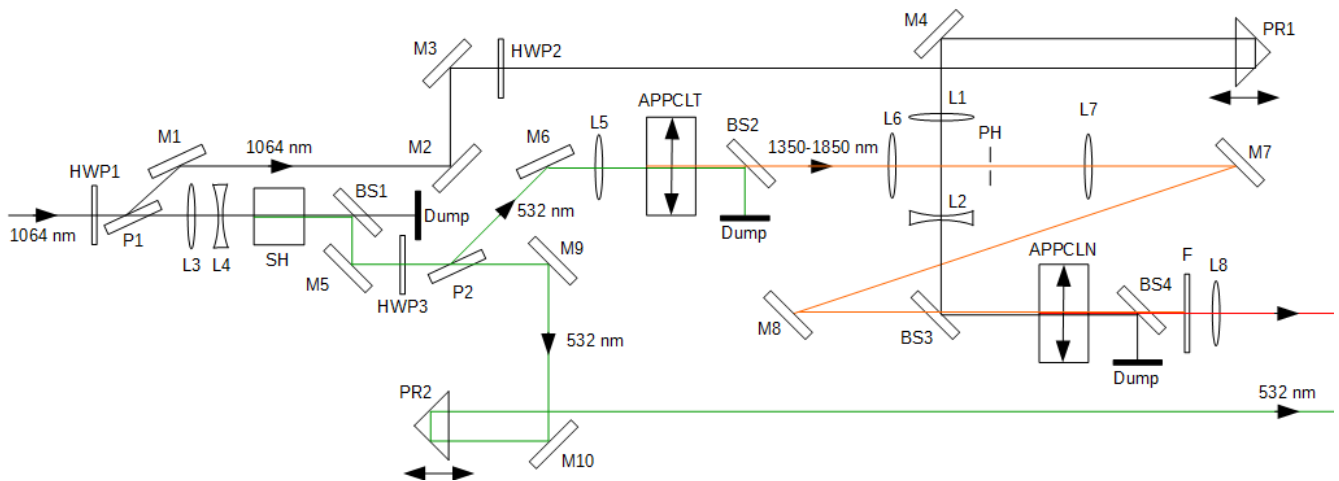 M4
PR1
M3
HWP2
APPCLT
L1
L5
BS2
L6
PH
L7
M1
1064 nm
M2
M6
1350-1850 nm
M7
HWP1
BS1
Dump
532 nm
L2
1064 nm
P1
Dump
M9
APPCLN
F
L8
L3
L4
SH
M5
P2
BS4
HWP3
M8
BS3
532 nm
Dump
PR2
532 nm
M10